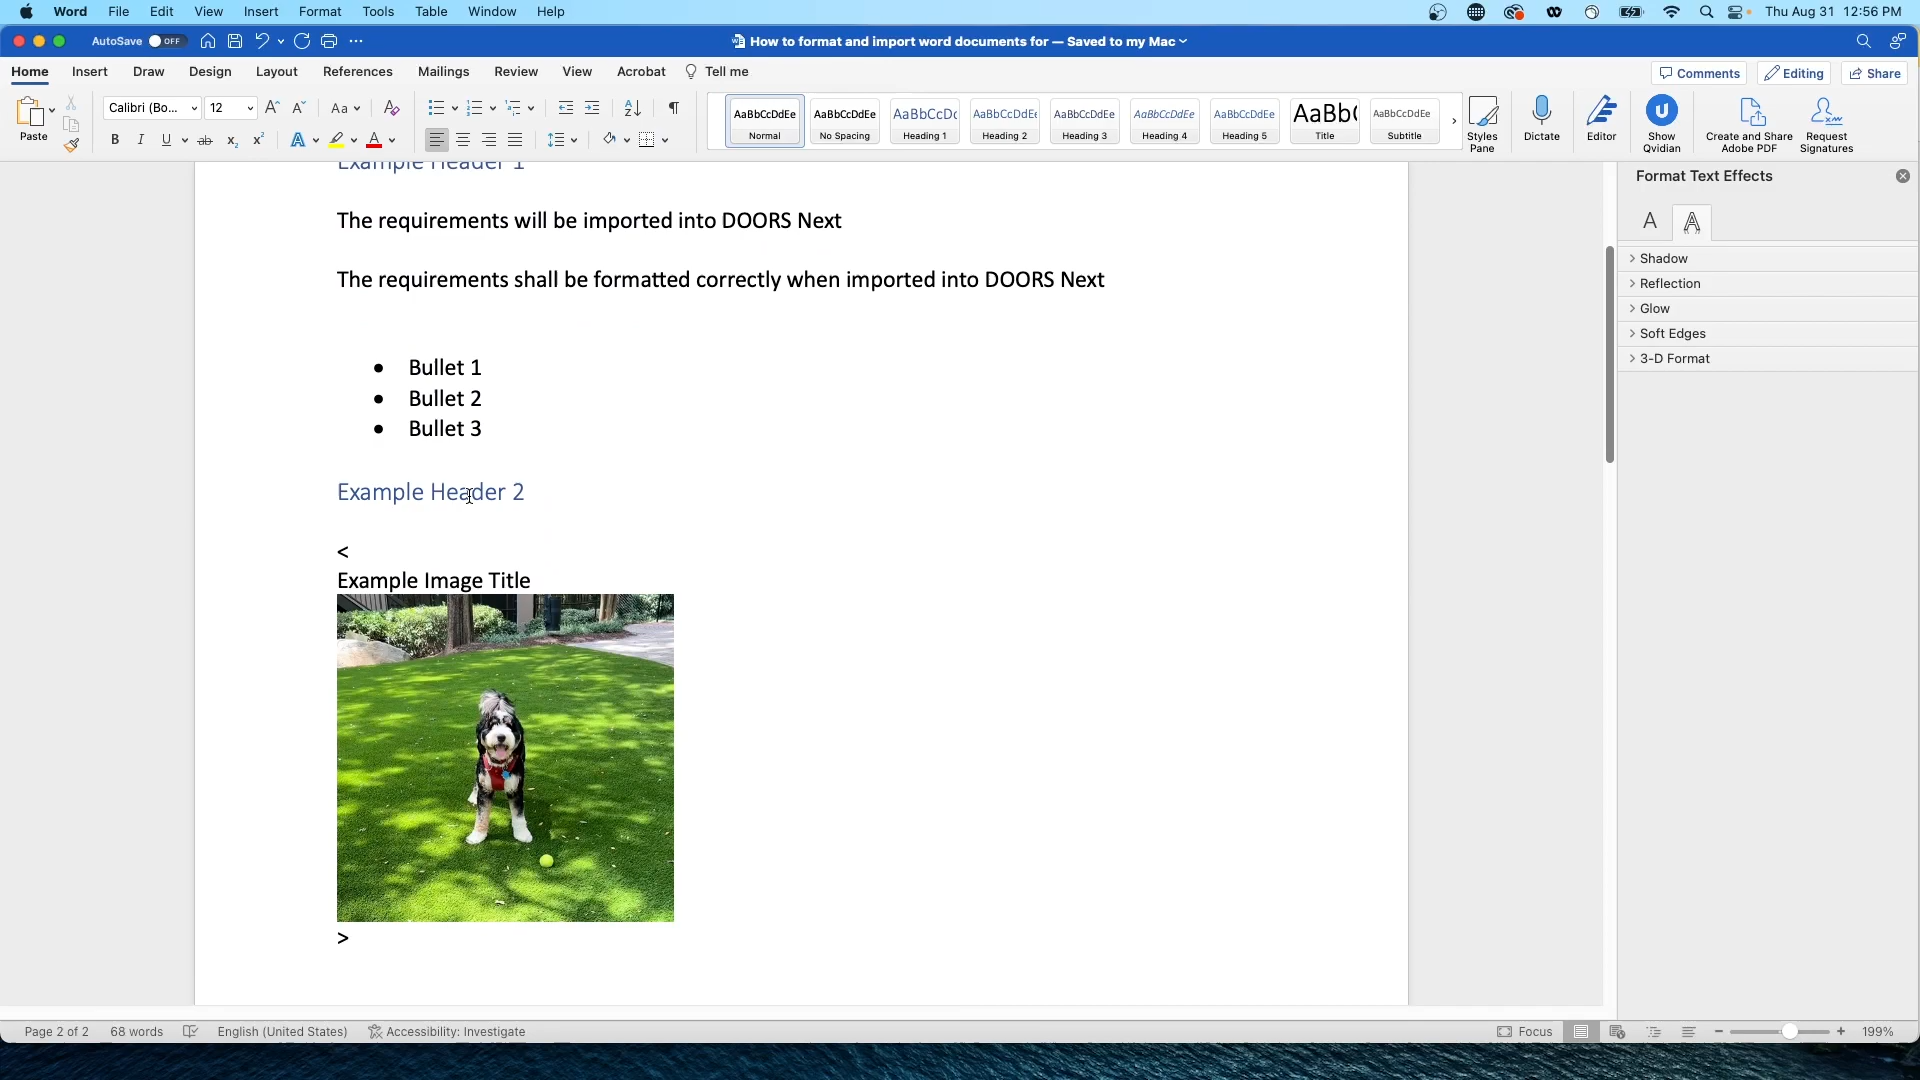 Word File Edit View Insert Format Tools Table Window Help Thu Aug 31 12:56 PM
AutoSave OFF How to format and import word documents for — Saved to my Mac
Home Insert Draw Design Layout References Mailings Review View Acrobat Tell me Comments Editing Share
Calibri (Bo... 12
AaBbCcDdEe AaBbCcDdEe AaBbCcDc AaBbCcDdEe AaBbCcDdEe AaBbCcDdEe AaBbCcDdEe AaBb( AaBbCcDdEe
Paste Normal No Spacing Heading 1 Heading 2 Heading 3 Heading 4 Heading 5 Title Subtitle Styles Pane Dictate Editor Show Qvidian Create and Share Adobe PDF Request Signatures
Example Header 1
The requirements will be imported into DOORS Next
The requirements shall be formatted correctly when imported into DOORS Next
• Bullet 1
• Bullet 2
• Bullet 3
Example Header 2
<
Example Image Title
>
Format Text Effects
Shadow
Reflection
Glow
Soft Edges
3-D Format
Page 2 of 2 68 words English (United States) Accessibility: Investigate Focus 199%